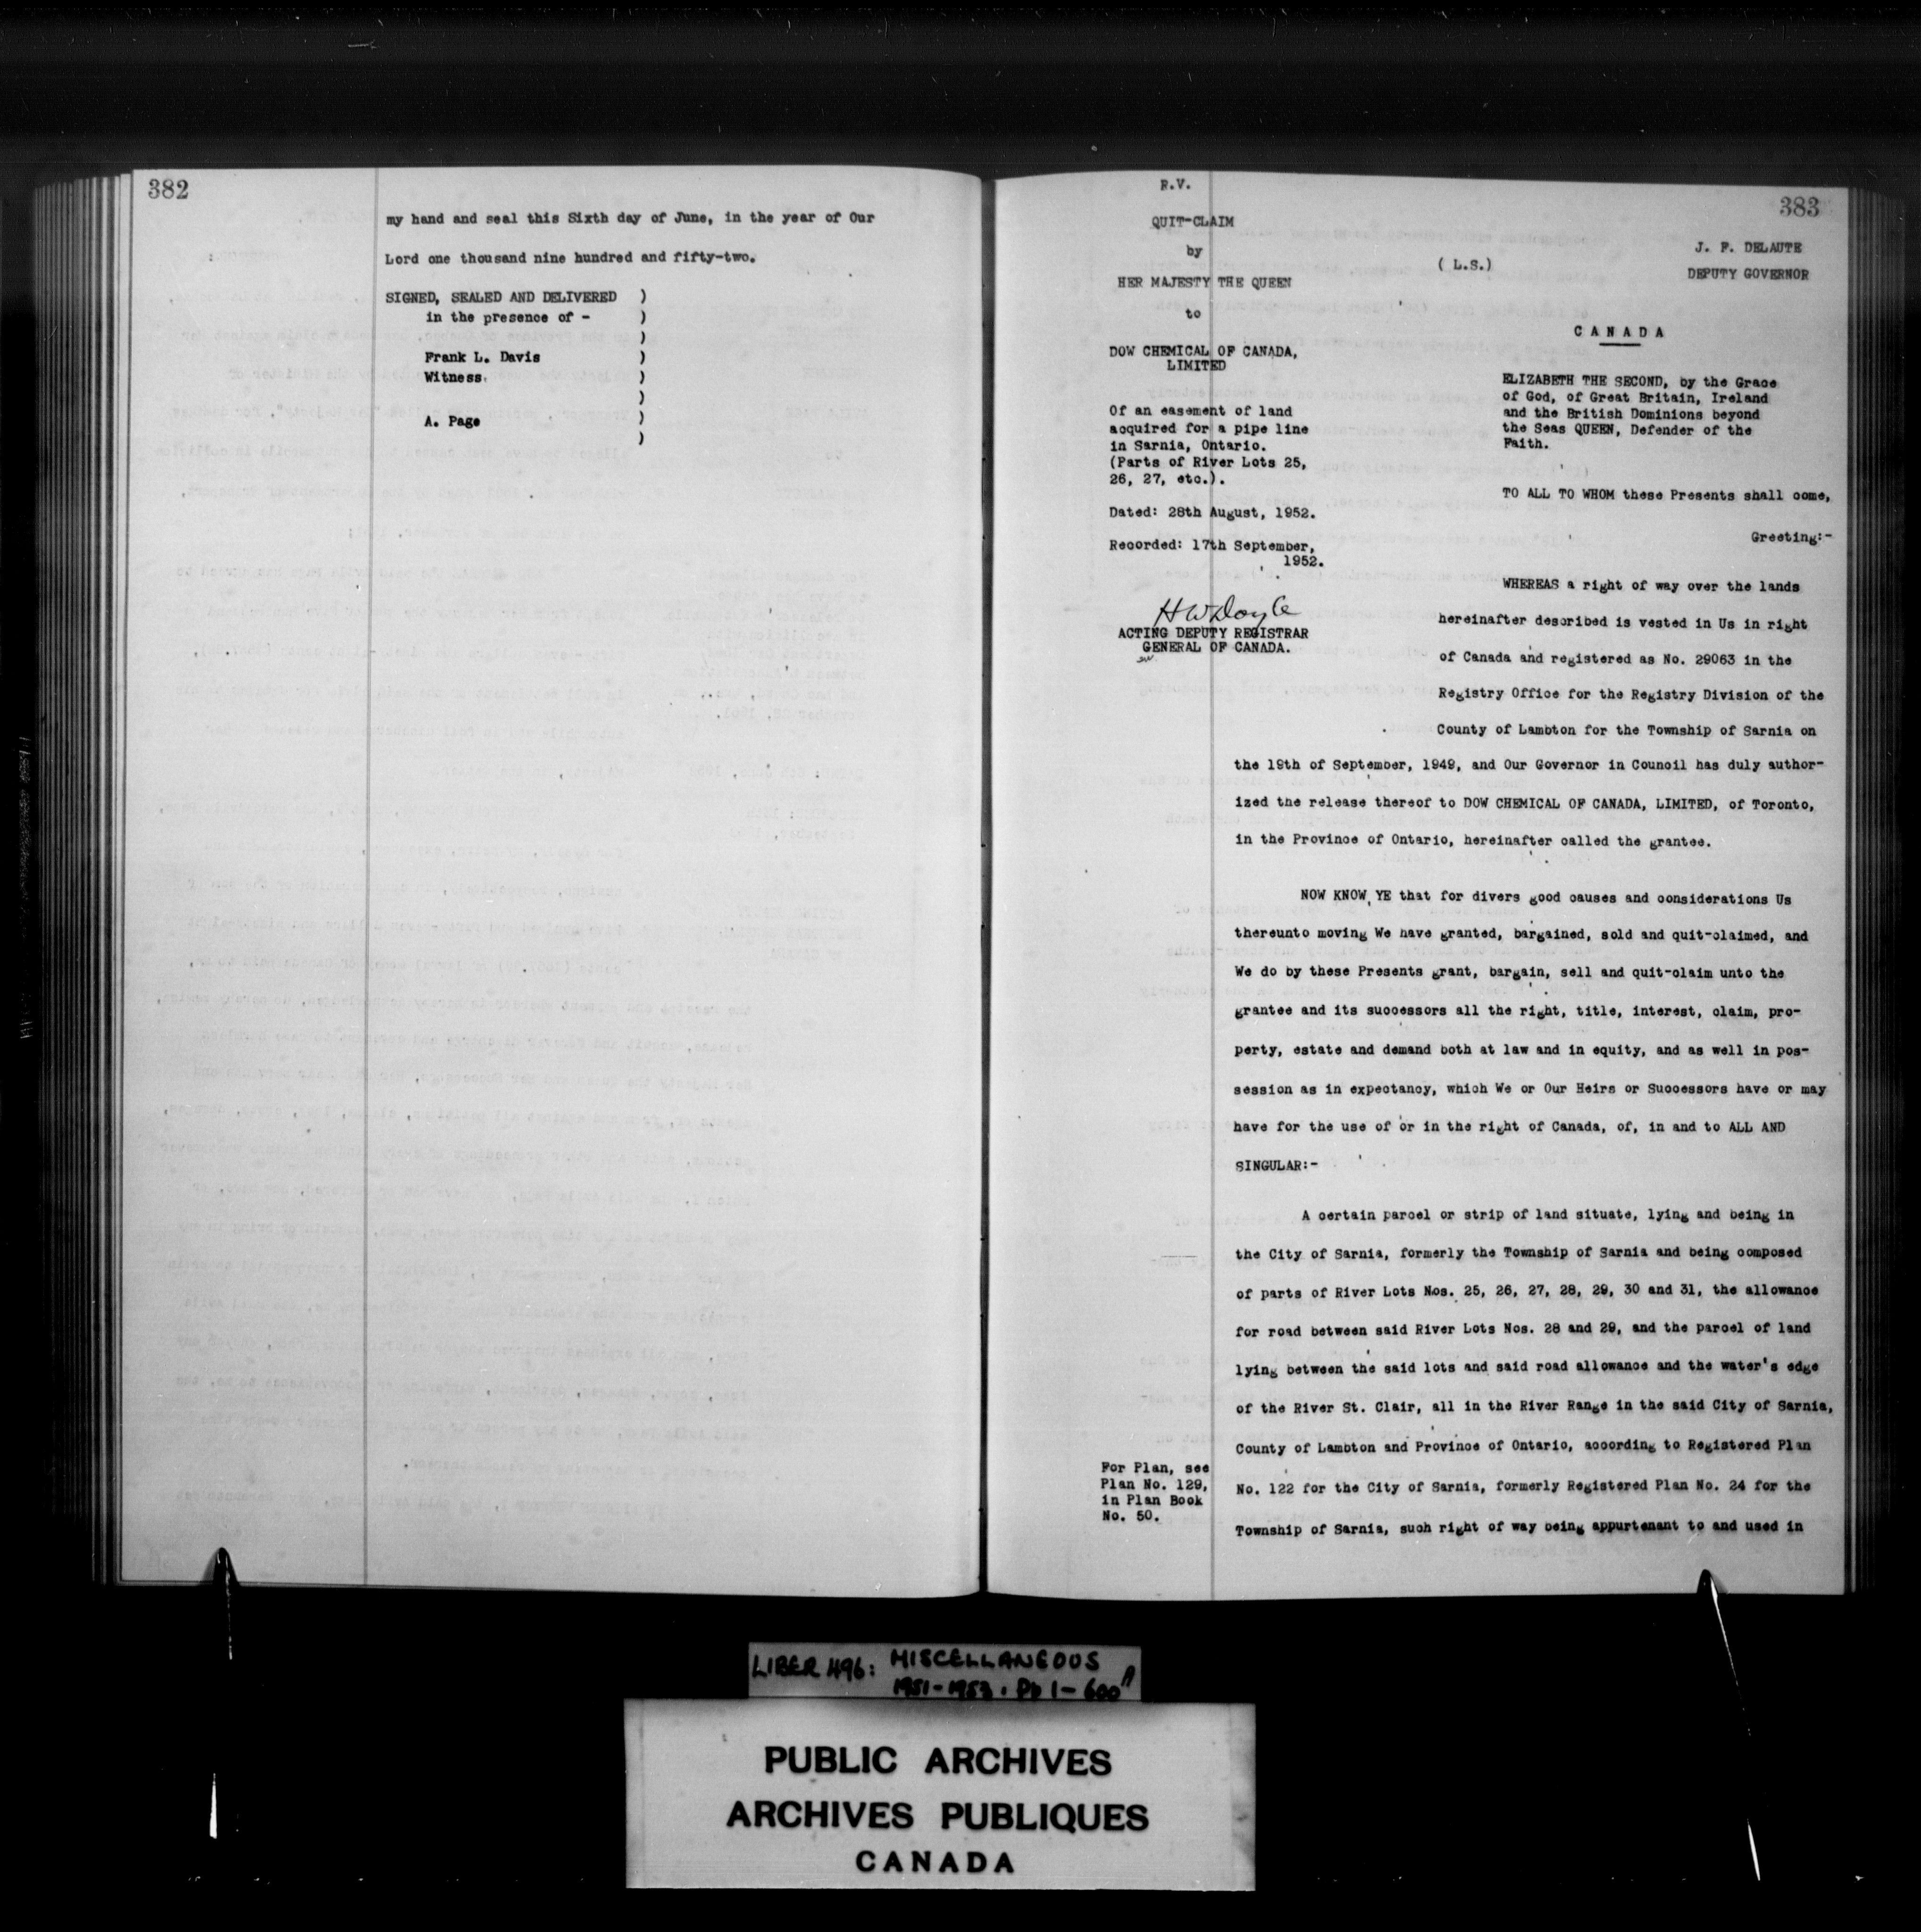 382
my hand and seal this Sixth day of June, in the year of Our
Lord one thousand nine hundred and fifty-two.
SIGNED, SEALED AND DELIVERED )
in the presence of - )
)
Frank L. Davis )
Witness )
)
A. Page )
)
383
F.V.
QUIT-CLAIM
by
HER MAJESTY THE QUEEN
to
DOW CHEMICAL OF CANADA,
LIMITED
Of an easement of land
acquired for a pipe line
in Sarnia, Ontario.
(Parts of River Lots 25,
26, 27, etc.).
Dated: 28th August, 1952.
Recorded: 17th September,
1952.
H W Doyle
ACTING DEPUTY REGISTRAR
GENERAL OF CANADA.
( L.S.)
J. F. DELAUTE
DEPUTY GOVERNOR
CANADA
ELIZABETH THE SECOND, by the Grace
of God, of Great Britain, Ireland
and the British Dominions beyond
the Seas QUEEN, Defender of the
Faith.
TO ALL TO WHOM these Presents shall come,
Greeting:-
WHEREAS a right of way over the lands
hereinafter described is vested in Us in right
of Canada and registered as No. 29063 in the
Registry Office for the Registry Division of the
County of Lambton for the Township of Sarnia on
the 19th of September, 1949, and Our Governor in Council has duly author-
ized the release thereof to DOW CHEMICAL OF CANADA, LIMITED, of Toronto,
in the Province of Ontario, hereinafter called the grantee.
NOW KNOW YE that for divers good causes and considerations Us
thereunto moving We have granted, bargained, sold and quit-claimed, and
We do by these Presents grant, bargain, sell and quit-claim unto the
grantee and its successors all the right, title, interest, claim, pro-
perty, estate and demand both at law and in equity, and as well in pos-
session as in expectancy, which We or Our Heirs or Successors have or may
have for the use of or in the right of Canada, of, in and to ALL AND
SINGULAR:-
A certain parcel or strip of land situate, lying and being in
the City of Sarnia, formerly the Township of Sarnia and being composed
of parts of River Lots Nos. 25, 26, 27, 28, 29, 30 and 31, the allowance
for road between said River Lots Nos. 28 and 29, and the parcel of land
lying between the said lots and said road allowance and the water's edge
of the River St. Clair, all in the River Range in the said City of Sarnia,
County of Lambton and Province of Ontario, according to Registered Plan
No. 122 for the City of Sarnia, formerly Registered Plan No. 24 for the
Township of Sarnia, such right of way being appurtenant to and used in
For Plan, see
Plan No. 129,
in Plan Book
No. 50.
LIBER 496: MISCELLANEOUS
1951-1953. Pp 1-600A
PUBLIC ARCHIVES
ARCHIVES PUBLIQUES
CANADA